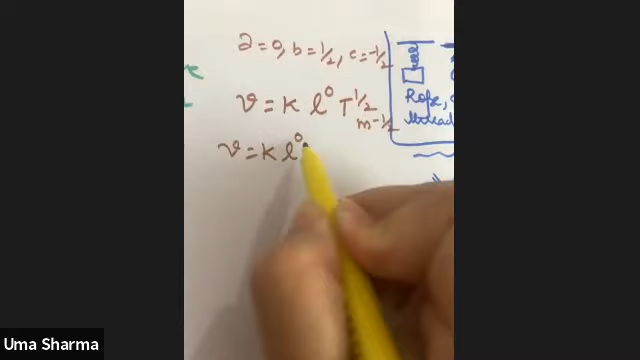 a=0, b=1/2, c=-1/2
v = K l⁰ T^1/2 m-1/2
v = K l⁰
Uma Sharma